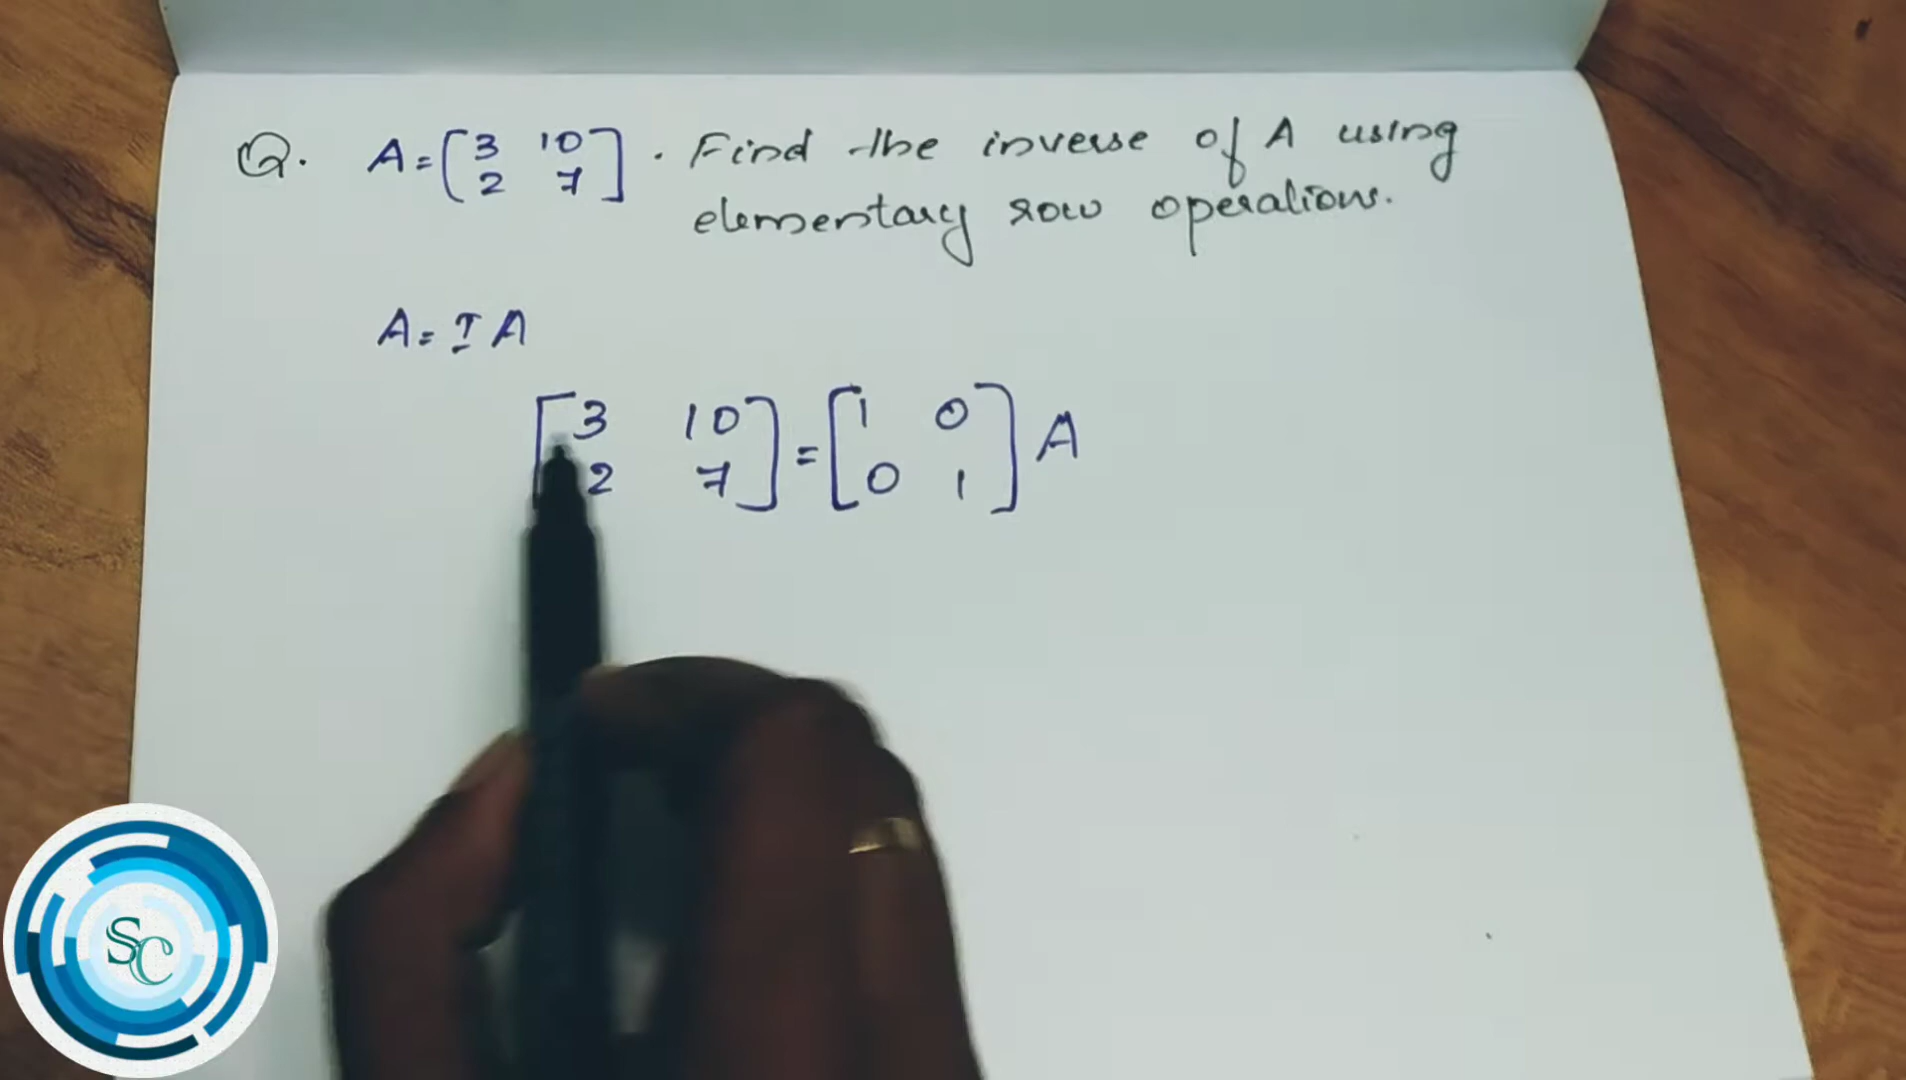 Q. A = [ 3 10 ] . Find the inverse of A using
[ 2 7 ] elementary row operations.
A = I A
[ 3 10 ] = [ 1 0 ] A
[ 2 7 ] [ 0 1 ]
SC